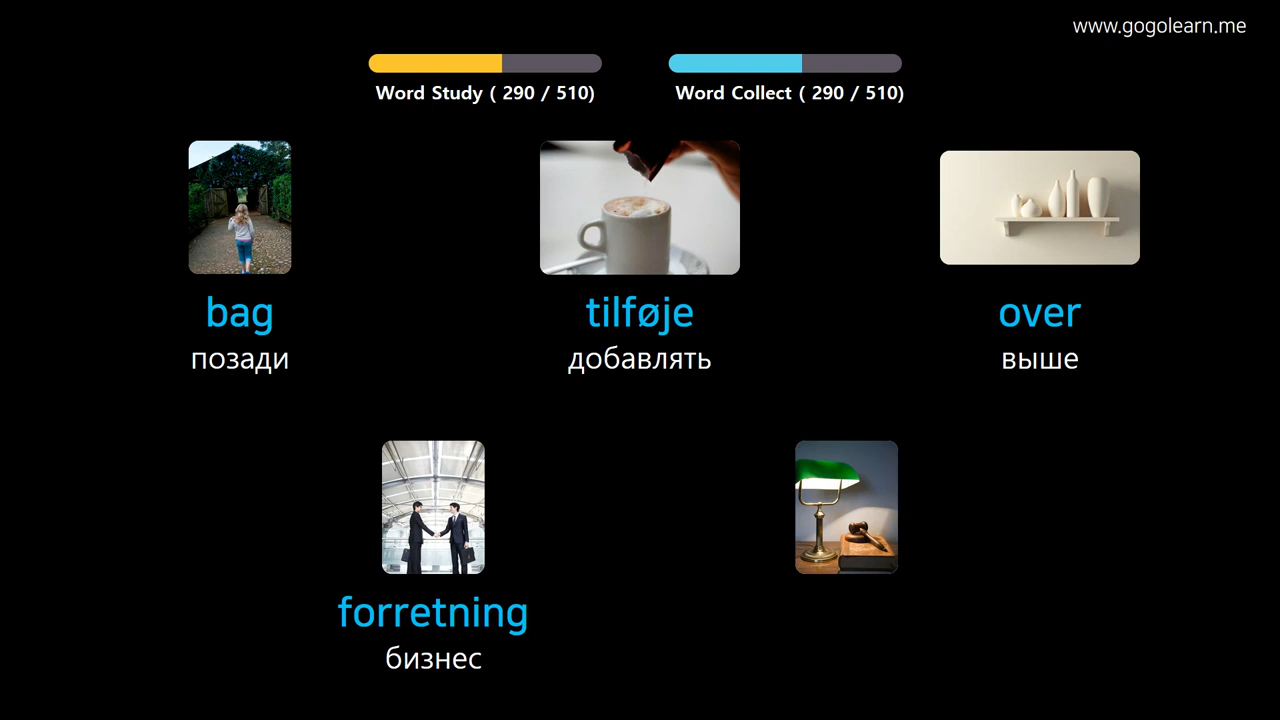 www.gogolearn.me
Word Study ( 290 / 510)
Word Collect ( 290 / 510)
bag
tilføje
over
позади
добавлять
выше
forretning
бизнес